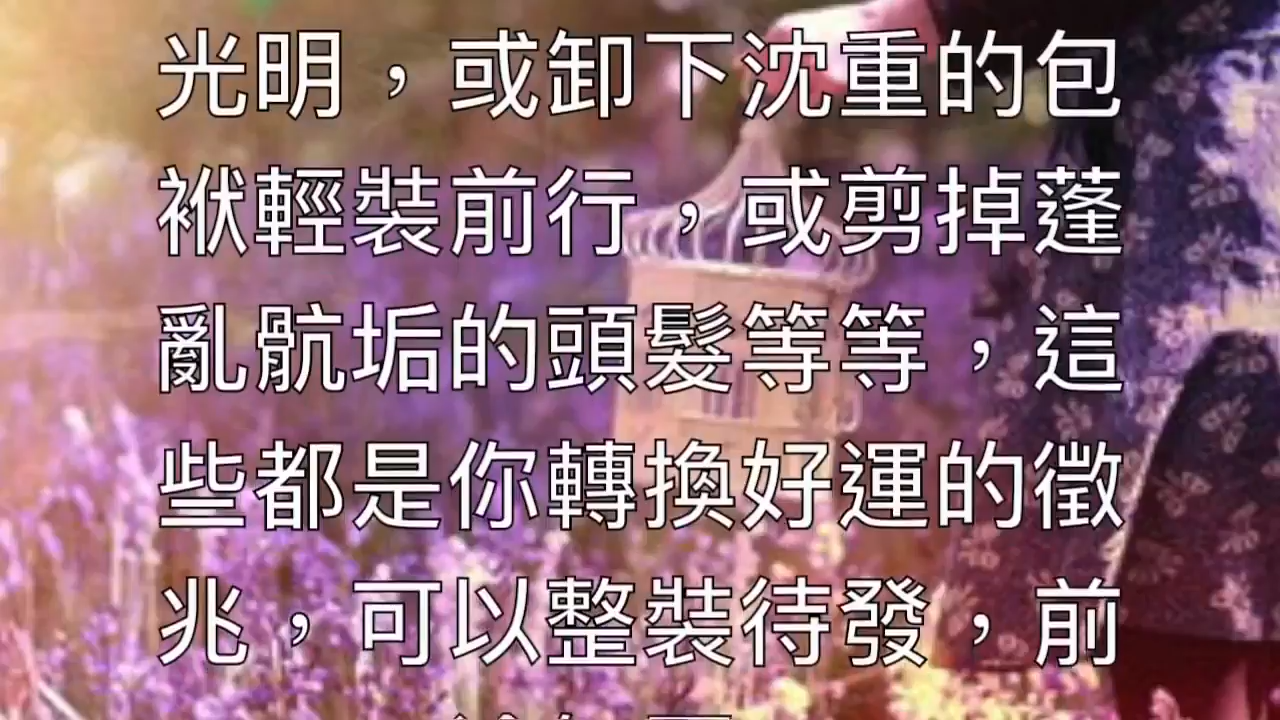 光明，或卸下沈重的包
袱輕裝前行，或剪掉蓬
亂骯垢的頭髮等等，這
些都是你轉換好運的徵
兆，可以整裝待發，前